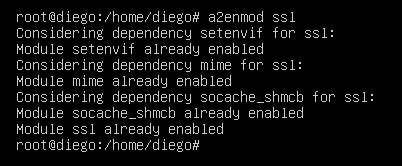 root@diego:/home/diego# a2enmod ssl
Considering dependency setenvif for ssl:
Module setenvif already enabled
Considering dependency mime for ssl:
Module mime already enabled
Considering dependency socache_shmcb for ssl:
Module socache_shmcb already enabled
Module ssl already enabled
root@diego:/home/diego#